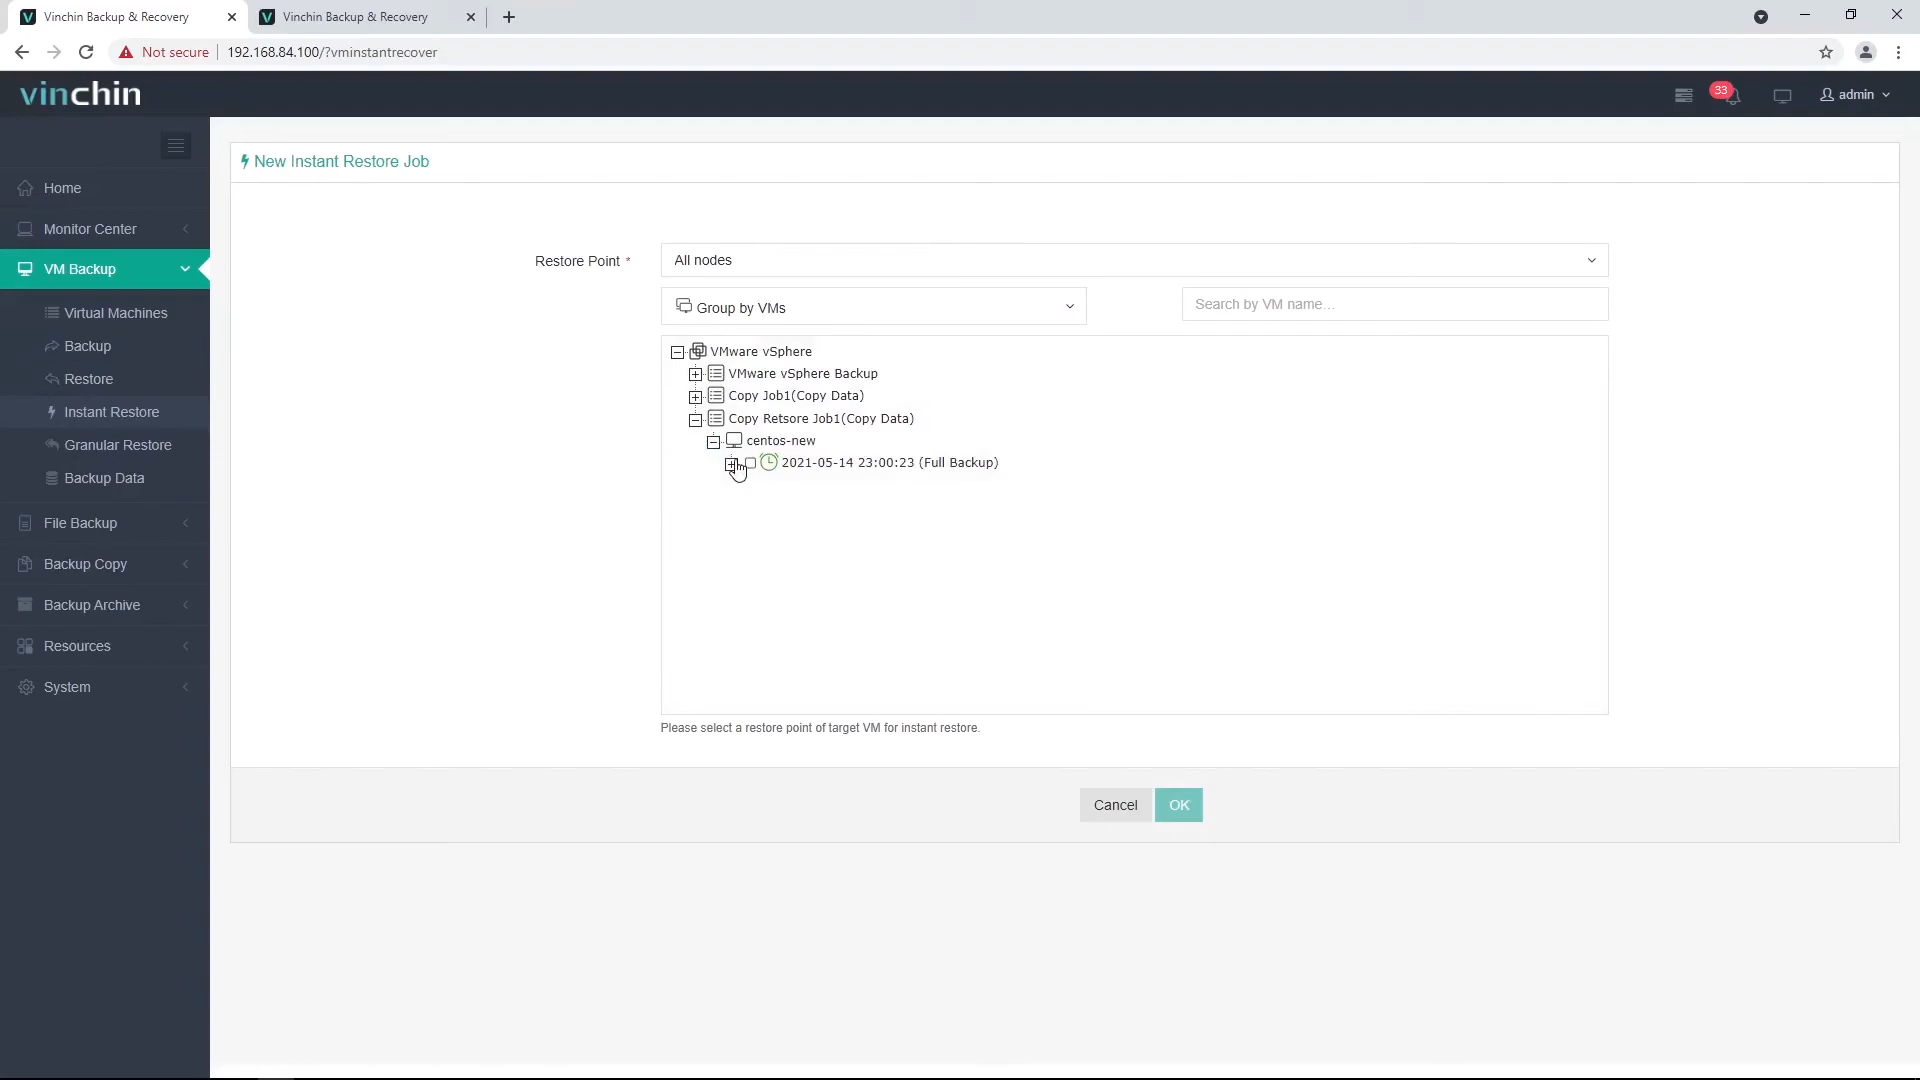 Vinchin Backup & Recovery
Vinchin Backup & Recovery
Not secure
192.168.84.100/?vminstantrecover
vinchin
33
admin
Home
Monitor Center
VM Backup
Virtual Machines
Backup
Restore
Instant Restore
Granular Restore
Backup Data
File Backup
Backup Copy
Backup Archive
Resources
System
New Instant Restore Job
Restore Point *
All nodes
Group by VMs
Search by VM name...
VMware vSphere
VMware vSphere Backup
Copy Job1(Copy Data)
Copy Retsore Job1(Copy Data)
centos-new
2021-05-14 23:00:23 (Full Backup)
Please select a restore point of target VM for instant restore.
Cancel
OK